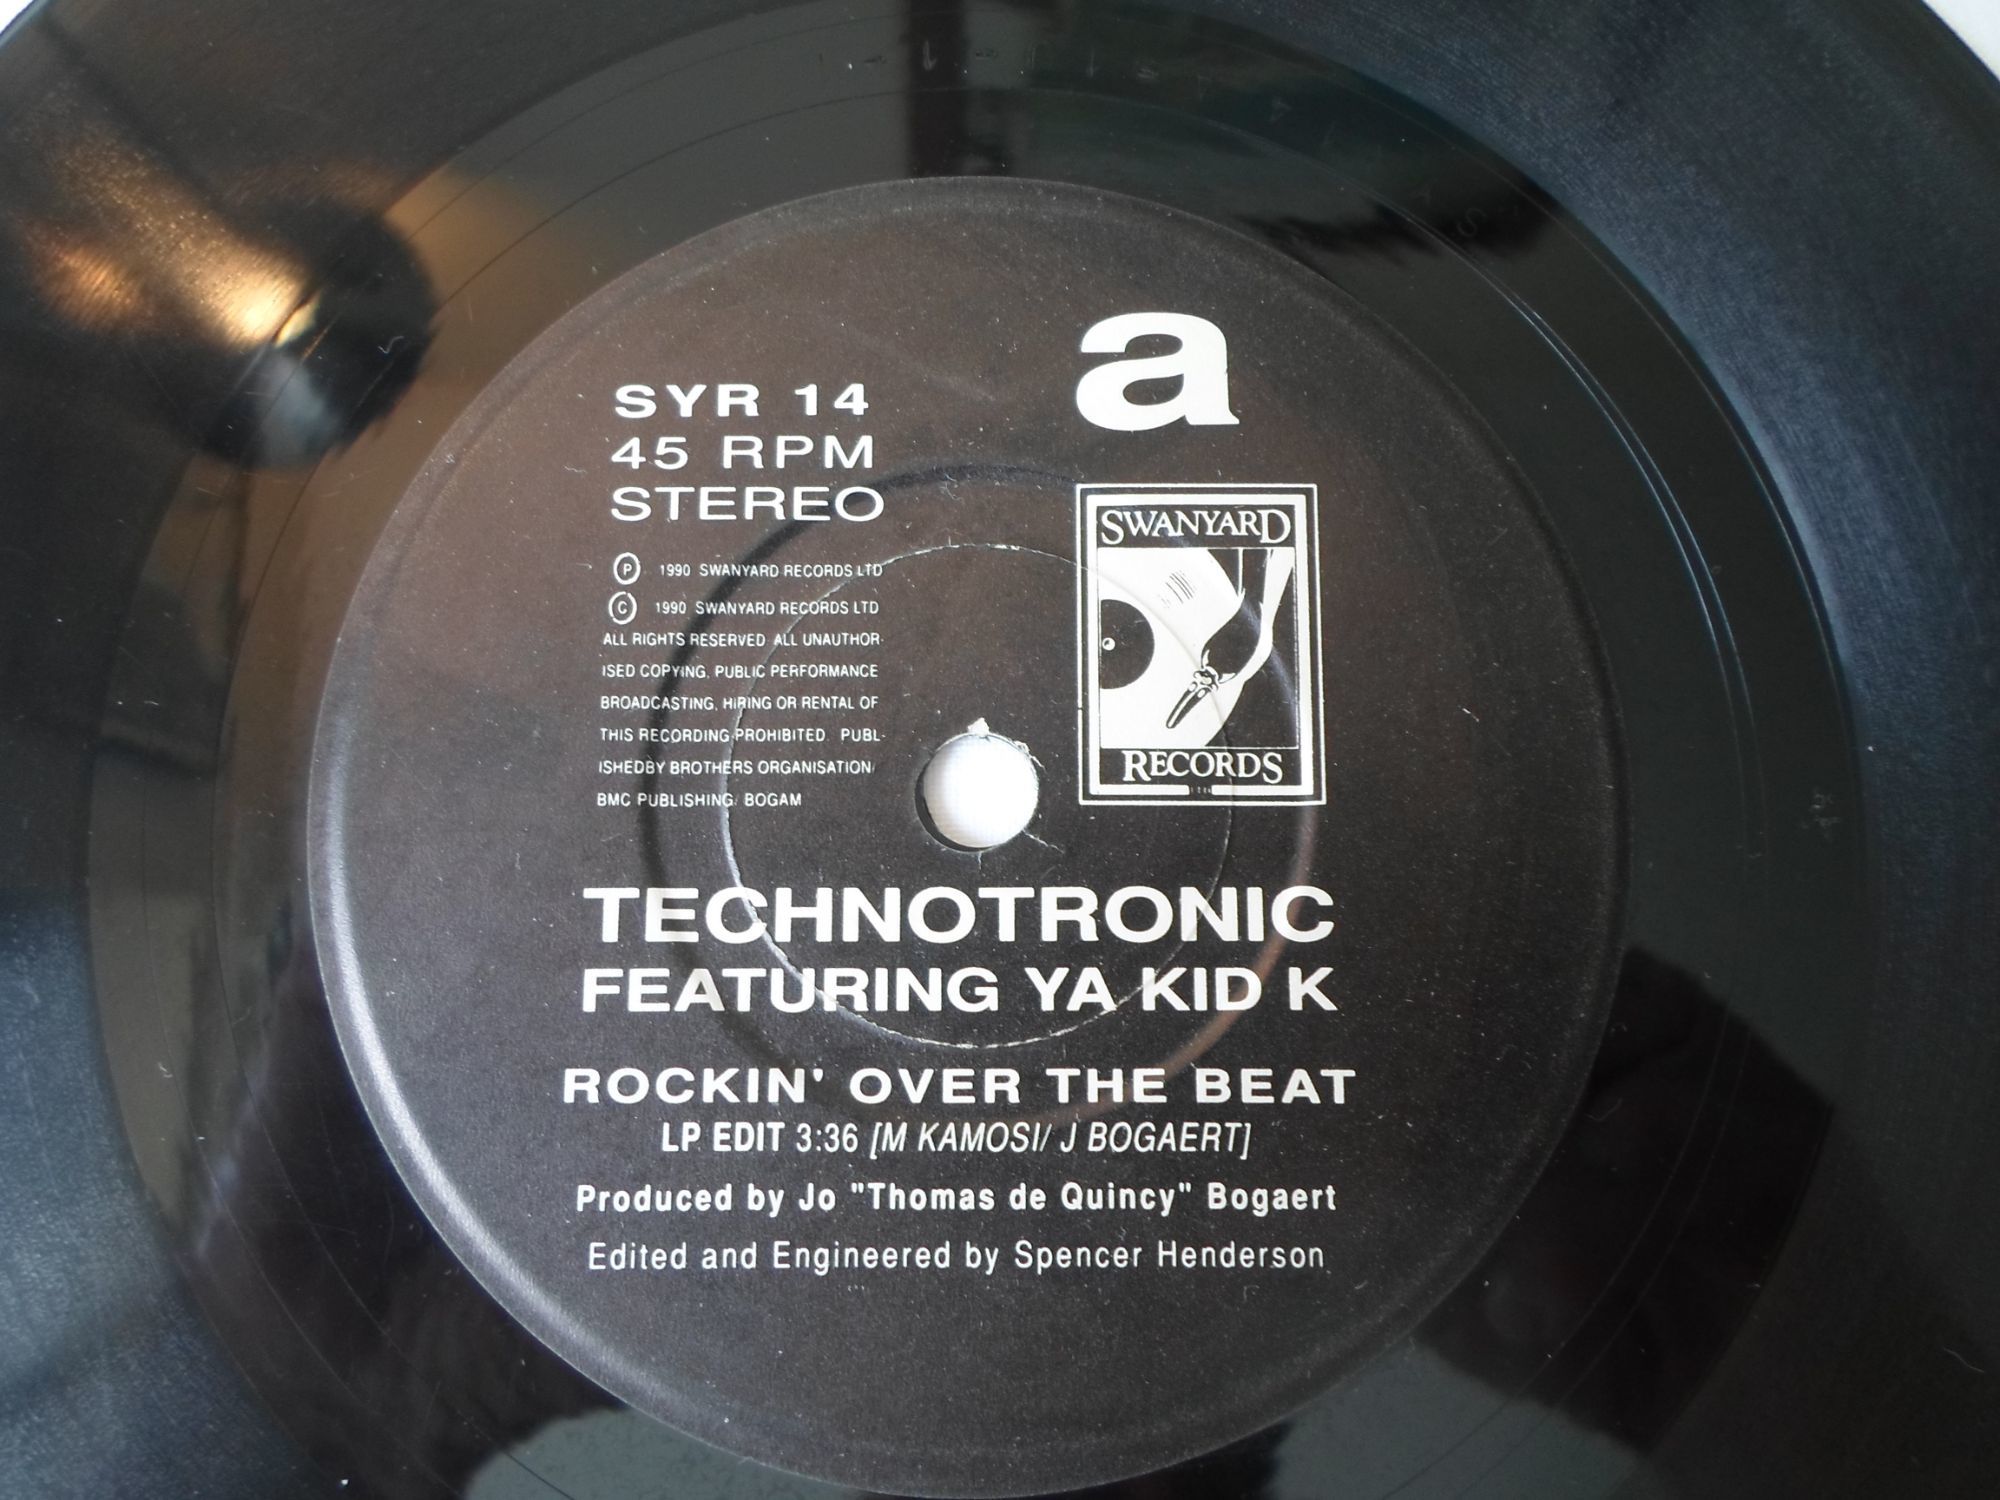 a
SYR 14
45 RPM
STEREO
Ⓟ 1990 SWANYARD RECORDS LTD
Ⓒ 1990 SWANYARD RECORDS LTD
ALL RIGHTS RESERVED ALL UNAUTHOR-
ISED COPYING, PUBLIC PERFORMANCE
BROADCASTING, HIRING OR RENTAL OF
THIS RECORDING PROHIBITED. PUBL-
ISHEDBY BROTHERS ORGANISATION/
BMC PUBLISHING/ BOGAM
SWANYARD
RECORDS
TECHNOTRONIC
FEATURING YA KID K
ROCKIN' OVER THE BEAT
LP EDIT 3:36 [M KAMOSI/ J BOGAERT]
Produced by Jo "Thomas de Quincy" Bogaert
Edited and Engineered by Spencer Henderson